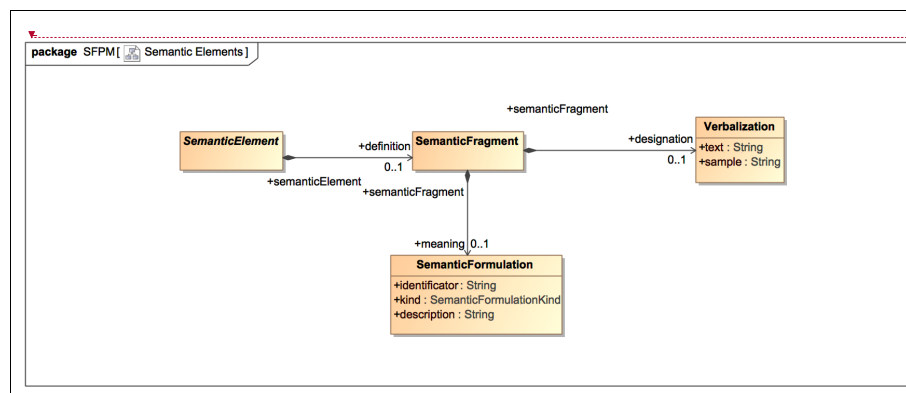 package SFPM[ Semantic Elements ]
+semanticFragment
SemanticElement
+definition
0..1
+semanticElement
SemanticFragment
+semanticFragment
+designation
0..1
Verbalization
+text : String
+sample : String
+meaning 0..1
SemanticFormulation
+identificator : String
+kind : SemanticFormulationKind
+description : String